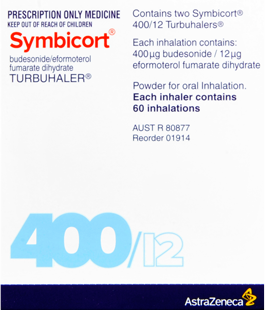 PRESCRIPTION ONLY MEDICINE
KEEP OUT OF REACH OF CHILDREN
Symbicort®
budesonide/eformoterol
fumarate dihydrate
TURBUHALER®
Contains two Symbicort®
400/12 Turbuhalers®
Each inhalation contains:
400µg budesonide / 12µg
eformoterol fumarate dihydrate
Powder for oral Inhalation.
Each inhaler contains
60 inhalations
AUST R 80877
Reorder 01914
400/12
AstraZeneca